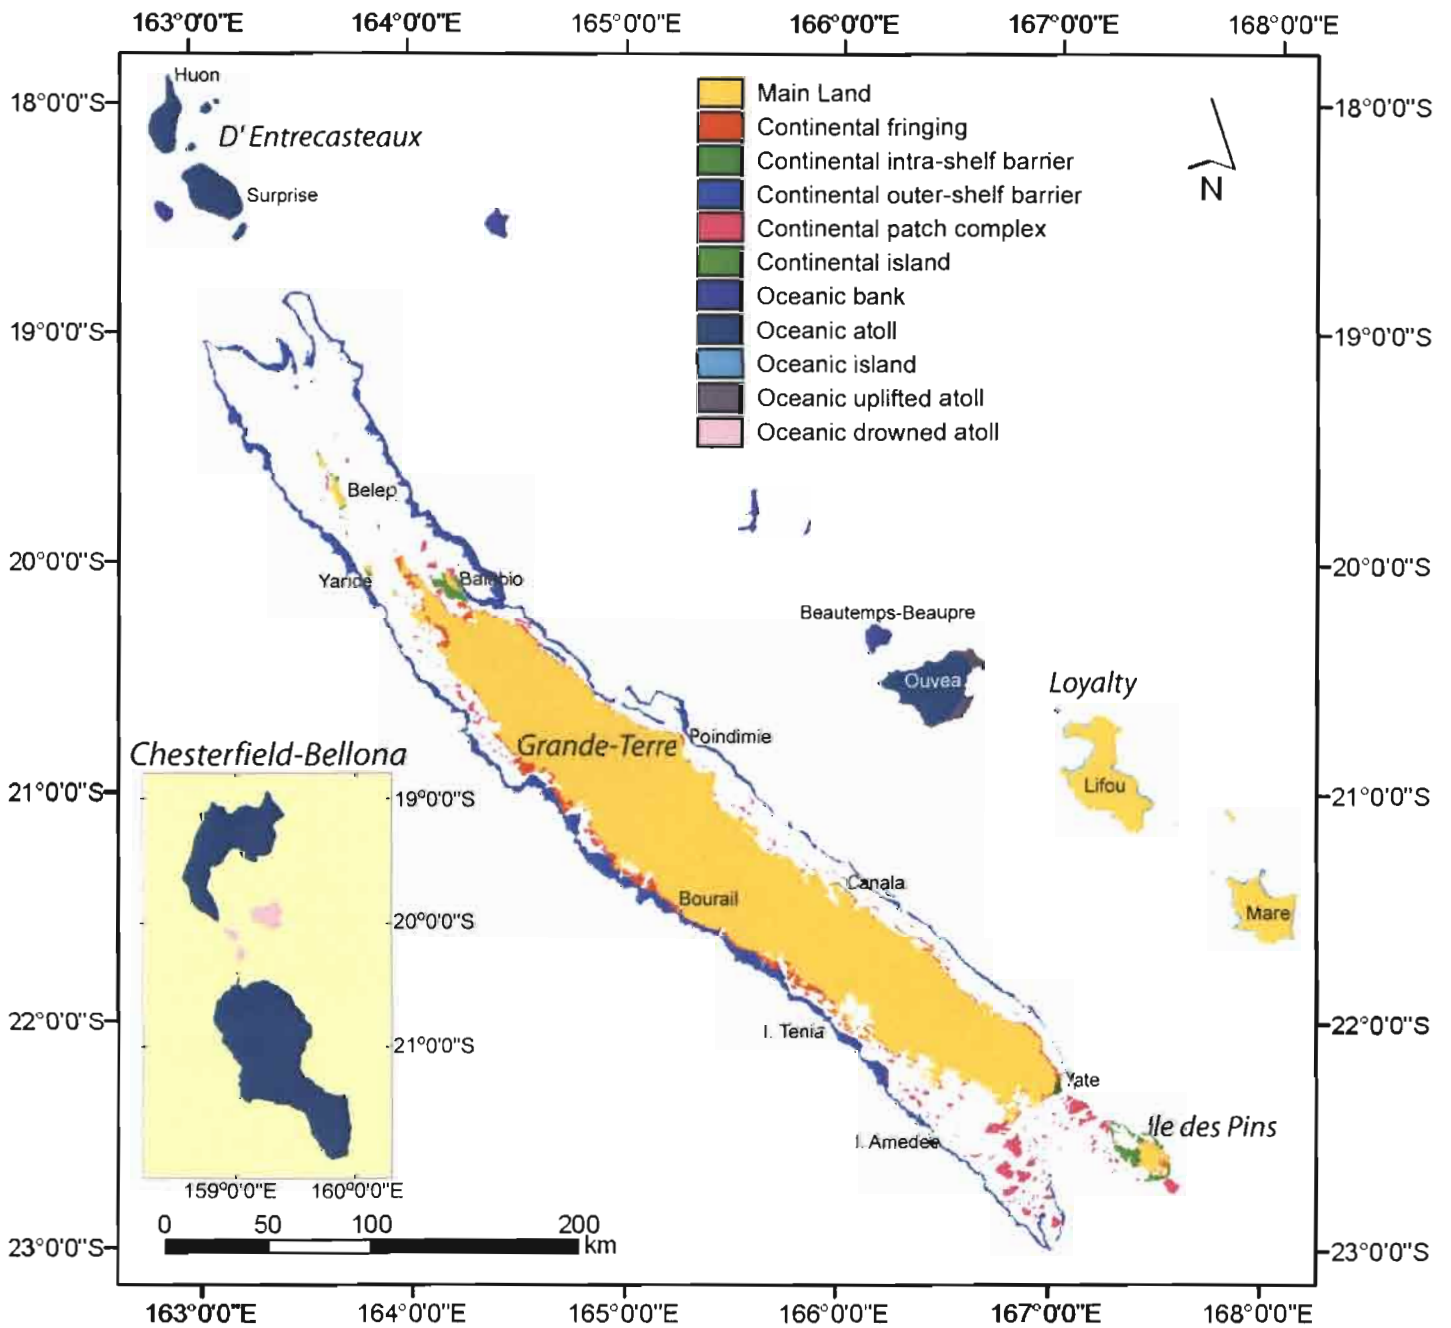 163°0'0"E 164°0'0"E 165°0'0"E 166°0'0"E 167°0'0"E 168°0'0"E
18°0'0"S
19°0'0"S
20°0'0"S
21°0'0"S
22°0'0"S
23°0'0"S
Huon
D'Entrecasteaux
Surprise
Main Land
Continental fringing
Continental intra-shelf barrier
Continental outer-shelf barrier
Continental patch complex
Continental island
Oceanic bank
Oceanic atoll
Oceanic island
Oceanic uplifted atoll
Oceanic drowned atoll
N
Belep
Yande
Balabio
Beautemps-Beaupre
Ouvea
Loyalty
Lifou
Mare
Grande-Terre
Poindimie
Canala
Bourail
I. Tenia
Yate
I. Amedee
Ile des Pins
Chesterfield-Bellona
19°0'0"S
20°0'0"S
21°0'0"S
159°0'0"E 160°0'0"E
0 50 100 200
km
18°0'0"S
19°0'0"S
20°0'0"S
21°0'0"S
22°0'0"S
23°0'0"S
163°0'0"E 164°0'0"E 165°0'0"E 166°0'0"E 167°0'0"E 168°0'0"E